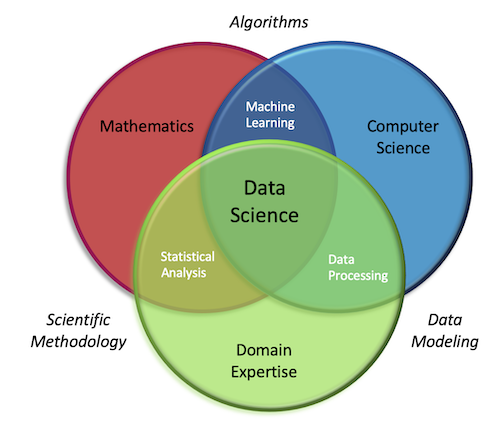 Algorithms
Machine
Learning
Mathematics
Computer
Science
Data
Science
Statistical
Analysis
Data
Processing
Scientific
Methodology
Data
Modeling
Domain
Expertise